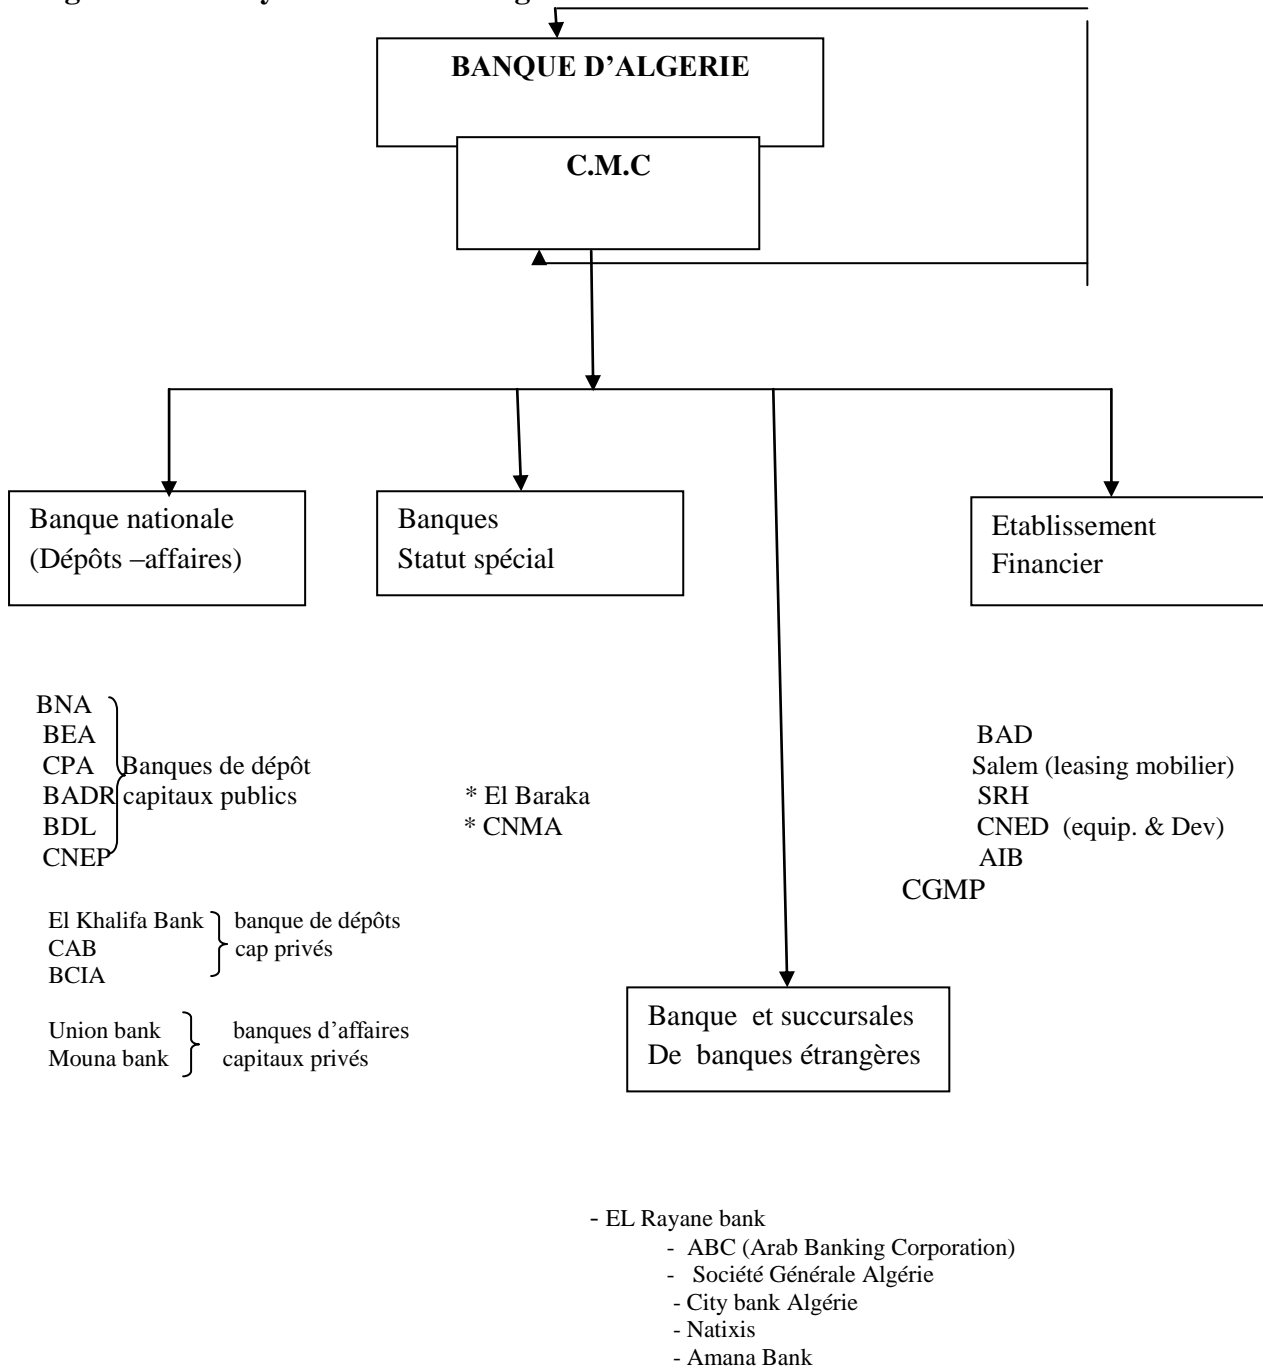 BANQUE D’ALGERIE
C.M.C
Banque nationale
(Dépôts –affaires)
Banques
Statut spécial
Etablissement
Financier
BNA
BEA
CPA
BADR
BDL
CNEP
Banques de dépôt
capitaux publics
* El Baraka
* CNMA
BAD
Salem (leasing mobilier)
SRH
CNED (equip. & Dev)
AIB
CGMP
El Khalifa Bank
CAB
BCIA
banque de dépôts
cap privés
Union bank
Mouna bank
banques d’affaires
capitaux privés
Banque et succursales
De banques étrangères
- EL Rayane bank
- ABC (Arab Banking Corporation)
- Société Générale Algérie
- City bank Algérie
- Natixis
- Amana Bank